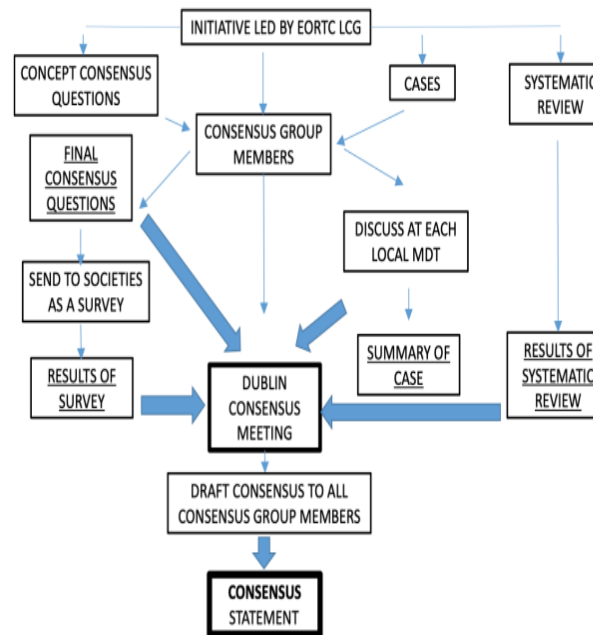 INITIATIVE LED BY EORTC LCG
CONCEPT CONSENSUS
QUESTIONS
CASES
SYSTEMATIC
REVIEW
CONSENSUS GROUP
MEMBERS
FINAL
CONSENSUS
QUESTIONS
DISCUSS AT EACH
LOCAL MDT
SEND TO SOCIETIES
AS A SURVEY
RESULTS OF
SURVEY
DUBLIN
CONSENSUS
MEETING
SUMMARY OF
CASE
RESULTS OF
SYSTEMATIC
REVIEW
DRAFT CONSENSUS TO ALL
CONSENSUS GROUP MEMBERS
CONSENSUS
STATEMENT